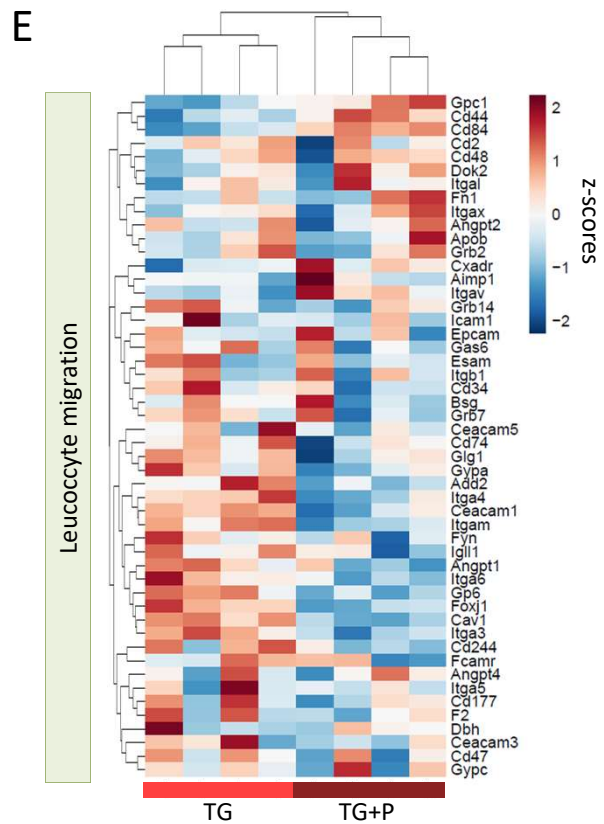 E
Leucoccyte migration
Gpc1
Cd44
Cd84
Cd2
Cd48
Dok2
Itgal
Fn1
Itgax
Angpt2
Apob
Grb2
Cxadr
Aimp1
Itgav
Grb14
Icam1
Epcam
Gas6
Esam
Itgb1
Cd34
Bsg
Grb7
Ceacam5
Cd74
Glg1
Gypa
Add2
Itga4
Ceacam1
Itgam
Fyn
Igll1
Angpt1
Itga6
Gp6
Foxj1
Cav1
Itga3
Cd244
Fcamr
Angpt4
Itga5
Cd177
F2
Dbh
Ceacam3
Cd47
Gypc
2
1
0
−1
−2
z-scores
TG
TG+P